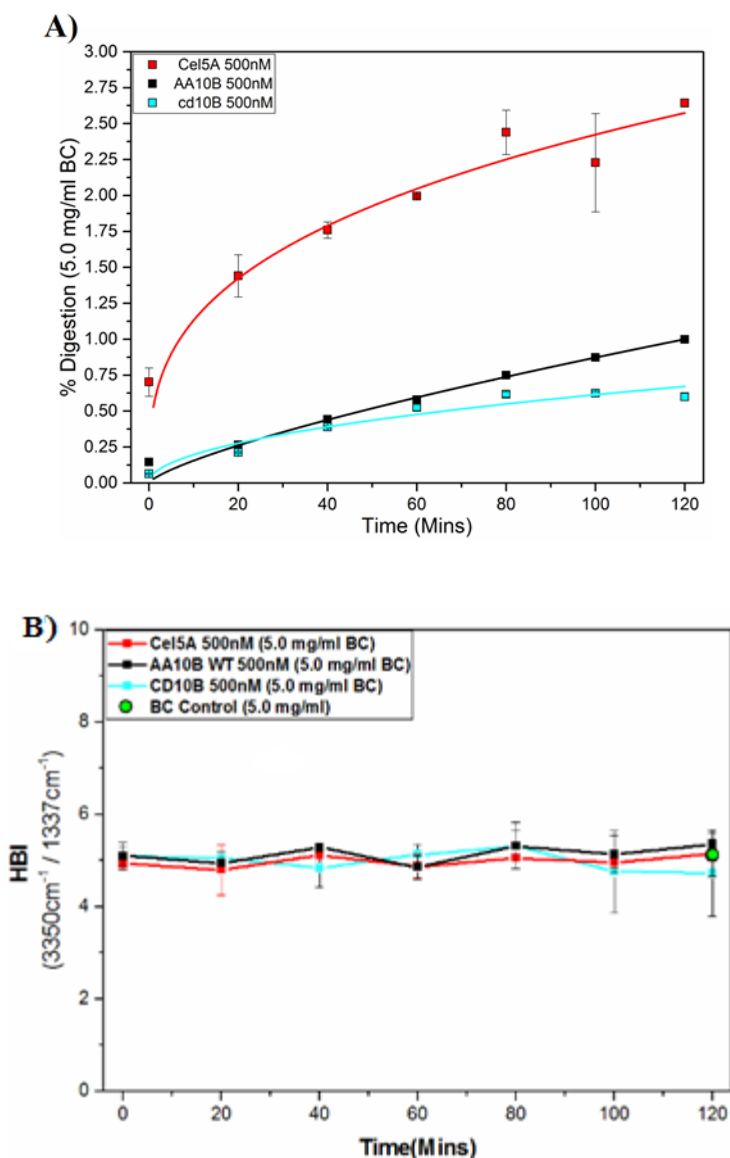 A)
3.00
2.75
2.50
2.25
2.00
1.75
1.50
1.25
1.00
0.75
0.50
0.25
0.00
% Digestion (5.0 mg/ml BC)
Cel5A 500nM
AA10B 500nM
cd10B 500nM
0 20 40 60 80 100 120
Time (Mins)
B)
10
8
6
4
2
0
HBI
(3350cm⁻¹ / 1337cm⁻¹)
Cel5A 500nM (5.0 mg/ml BC)
AA10B WT 500nM (5.0 mg/ml BC)
CD10B 500nM (5.0 mg/ml BC)
BC Control (5.0 mg/ml)
0 20 40 60 80 100 120
Time(Mins)